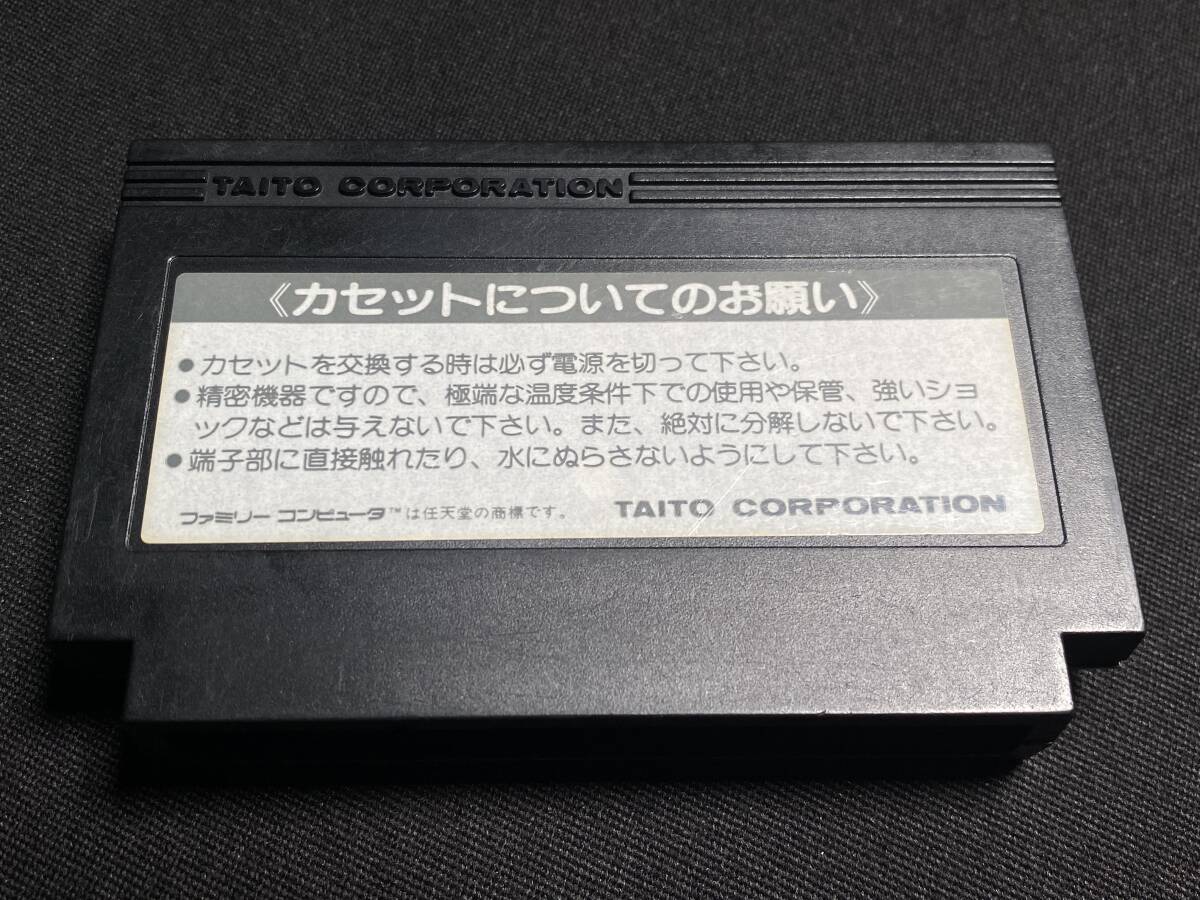 TAITO CORPORATION
《カセットについてのお願い》
● カセットを交換する時は必ず電源を切って下さい。
● 精密機器ですので、極端な温度条件下での使用や保管、強いショ
ックなどは与えないで下さい。また、絶対に分解しないで下さい。
● 端子部に直接触れたり、水にぬらさないようにして下さい。
ファミリー コンピュータ™は任天堂の商標です。 TAITO CORPORATION